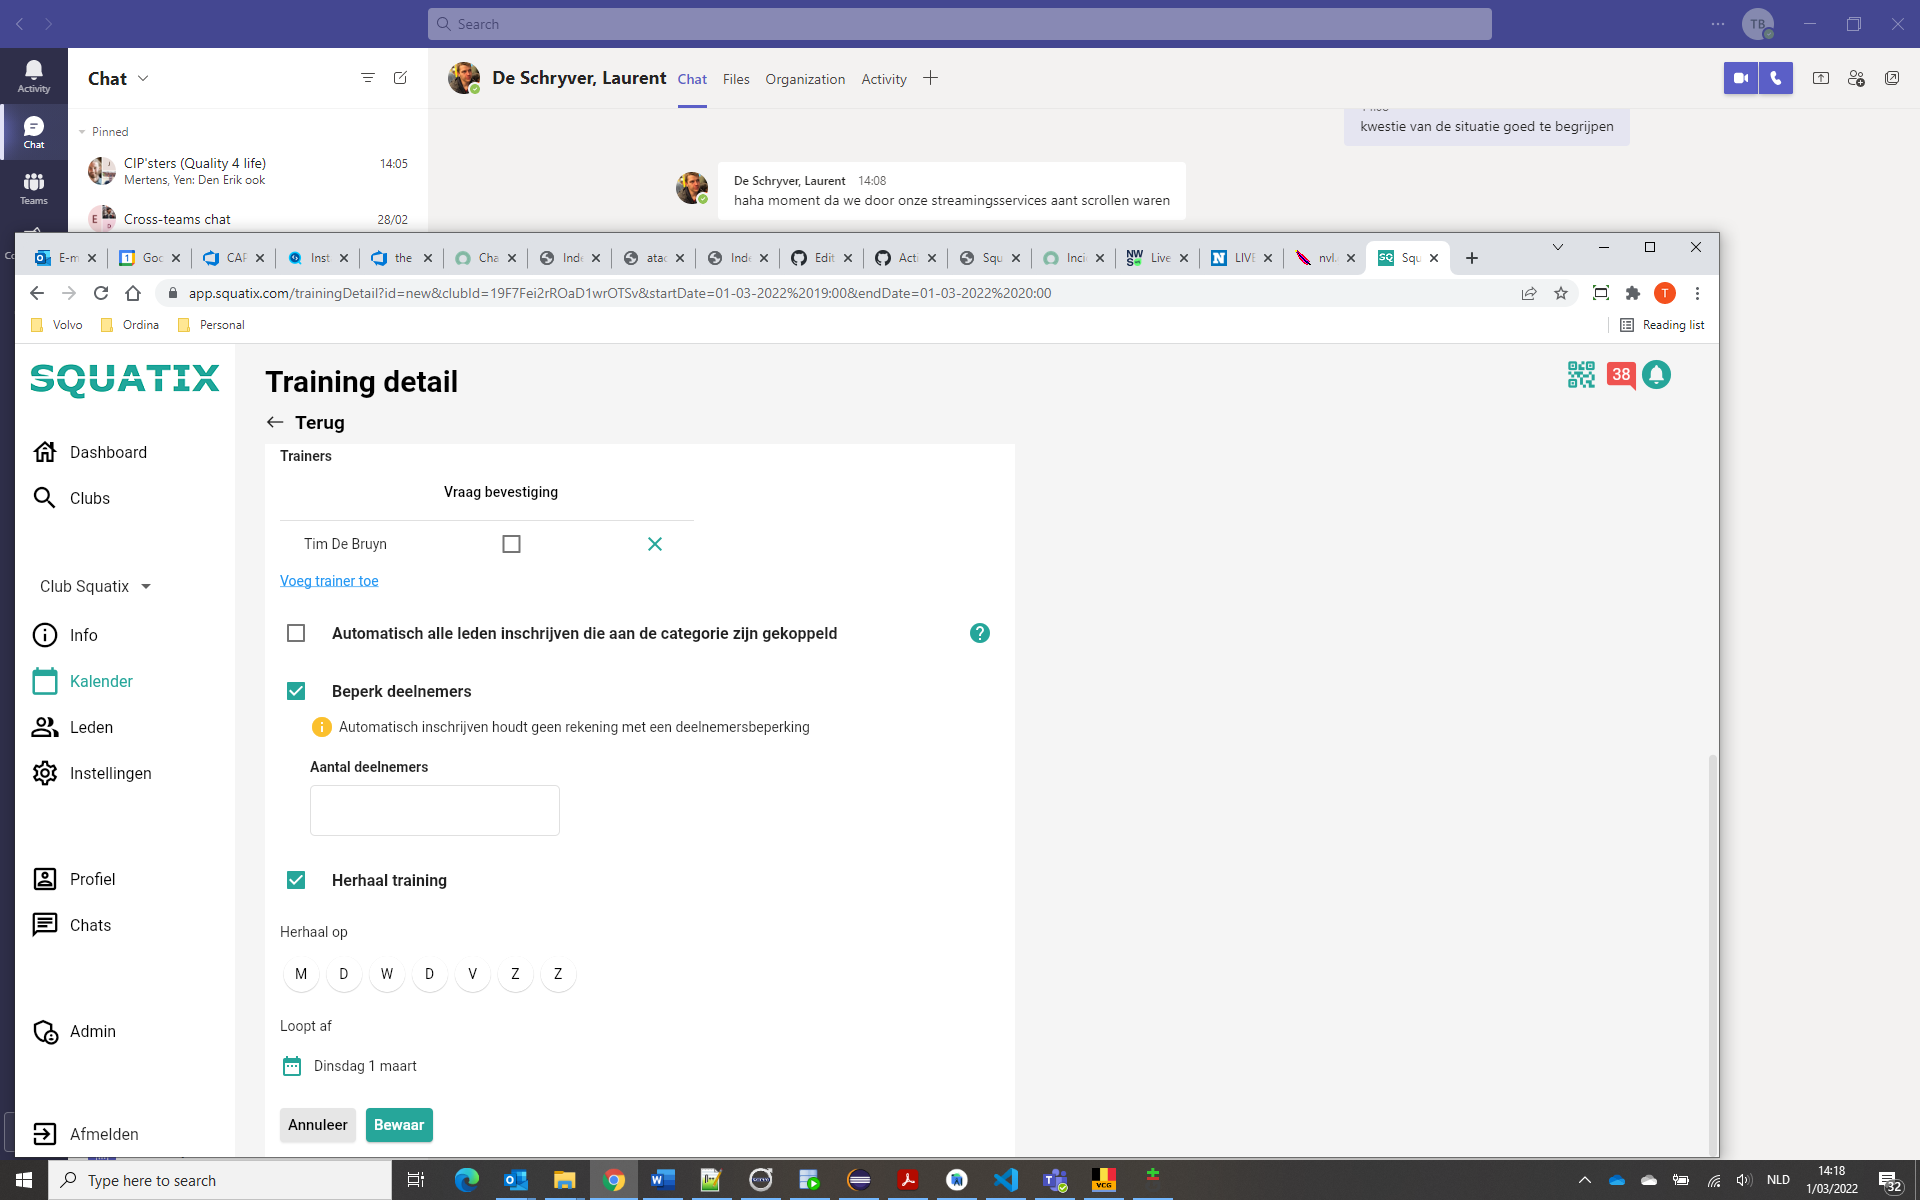 Search
TB
Activity
Chat
Teams
Chat
Pinned
CIP'sters (Quality 4 life)
14:05
Mertens, Yen: Den Erik ook
Cross-teams chat
28/02
De Schryver, Laurent
Chat
Files
Organization
Activity
kwestie van de situatie goed te begrijpen
De Schryver, Laurent 14:08
haha moment da we door onze streamingsservices aant scrollen waren
E-m
Goc
CAF
Inst
the
Cha
Inde
atac
Inde
Edit
Acti
Squ
Inci
Live
LIVE
nvl.
Squ
app.squatix.com/trainingDetail?id=new&clubId=19F7Fei2rROaD1wrOTSv&startDate=01-03-2022%2019:00&endDate=01-03-2022%2020:00
T
Volvo
Ordina
Personal
Reading list
SQUATIX
Dashboard
Clubs
Club Squatix
Info
Kalender
Leden
Instellingen
Profiel
Chats
Admin
Afmelden
Training detail
38
Terug
Trainers
Vraag bevestiging
Tim De Bruyn
Voeg trainer toe
Automatisch alle leden inschrijven die aan de categorie zijn gekoppeld
?
Beperk deelnemers
Automatisch inschrijven houdt geen rekening met een deelnemersbeperking
Aantal deelnemers
Herhaal training
Herhaal op
M D W D V Z Z
Loopt af
Dinsdag 1 maart
Annuleer
Bewaar
Type here to search
VCG
NLD
14:18
1/03/2022
32